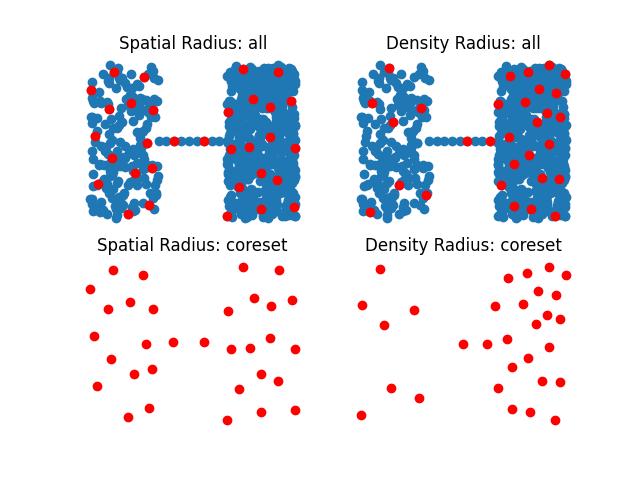 Spatial Radius: all
Density Radius: all
Spatial Radius: coreset
Density Radius: coreset